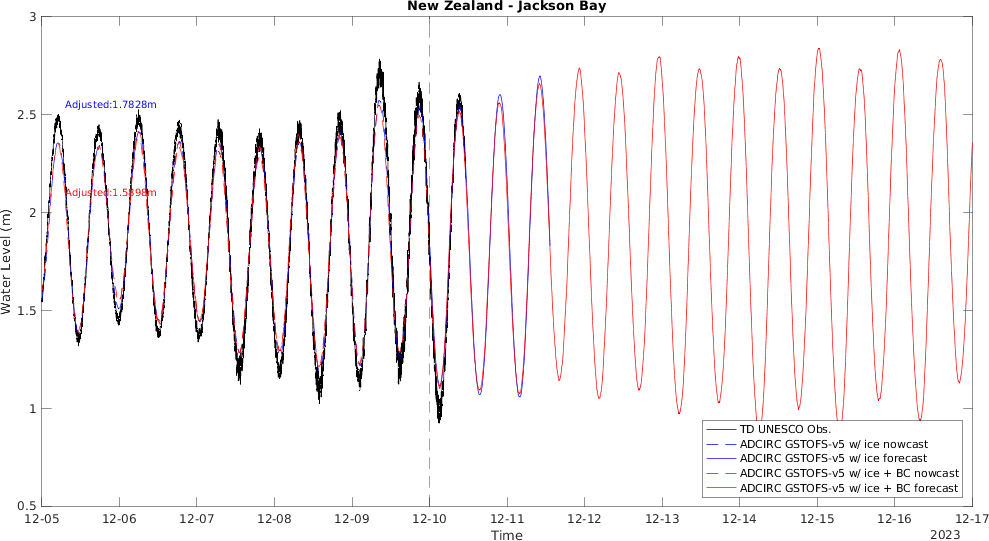 New Zealand - Jackson Bay
3
2.5
2
1.5
1
0.5
Water Level (m)
Adjusted:1.7828m
Adjusted:1.5898m
TD UNESCO Obs.
ADCIRC GSTOFS-v5 w/ ice nowcast
ADCIRC GSTOFS-v5 w/ ice forecast
ADCIRC GSTOFS-v5 w/ ice + BC nowcast
ADCIRC GSTOFS-v5 w/ ice + BC forecast
12-05 12-06 12-07 12-08 12-09 12-10 12-11 12-12 12-13 12-14 12-15 12-16 12-17
Time
2023